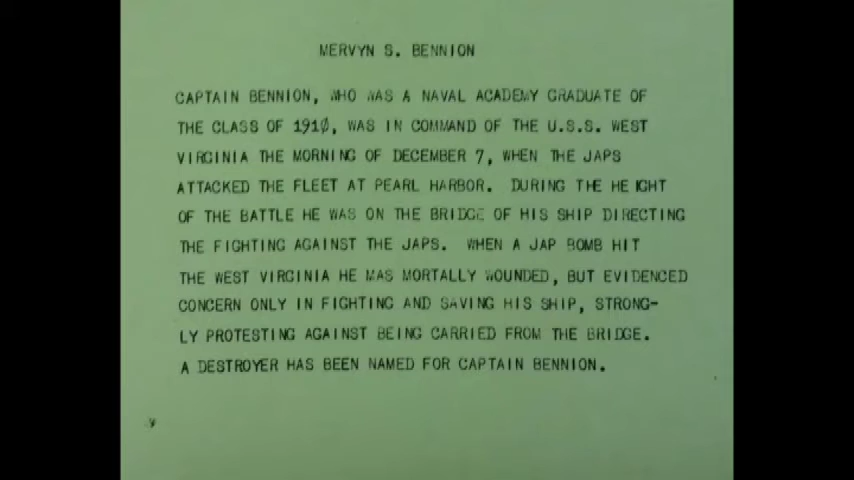 MERVYN S. BENNION
CAPTAIN BENNION, WHO WAS A NAVAL ACADEMY GRADUATE OF
THE CLASS OF 1910, WAS IN COMMAND OF THE U.S.S. WEST
VIRGINIA THE MORNING OF DECEMBER 7, WHEN THE JAPS
ATTACKED THE FLEET AT PEARL HARBOR. DURING THE HEIGHT
OF THE BATTLE HE WAS ON THE BRIDGE OF HIS SHIP DIRECTING
THE FIGHTING AGAINST THE JAPS. WHEN A JAP BOMB HIT
THE WEST VIRGINIA HE WAS MORTALLY WOUNDED, BUT EVIDENCED
CONCERN ONLY IN FIGHTING AND SAVING HIS SHIP, STRONG-
LY PROTESTING AGAINST BEING CARRIED FROM THE BRIDGE.
A DESTROYER HAS BEEN NAMED FOR CAPTAIN BENNION.